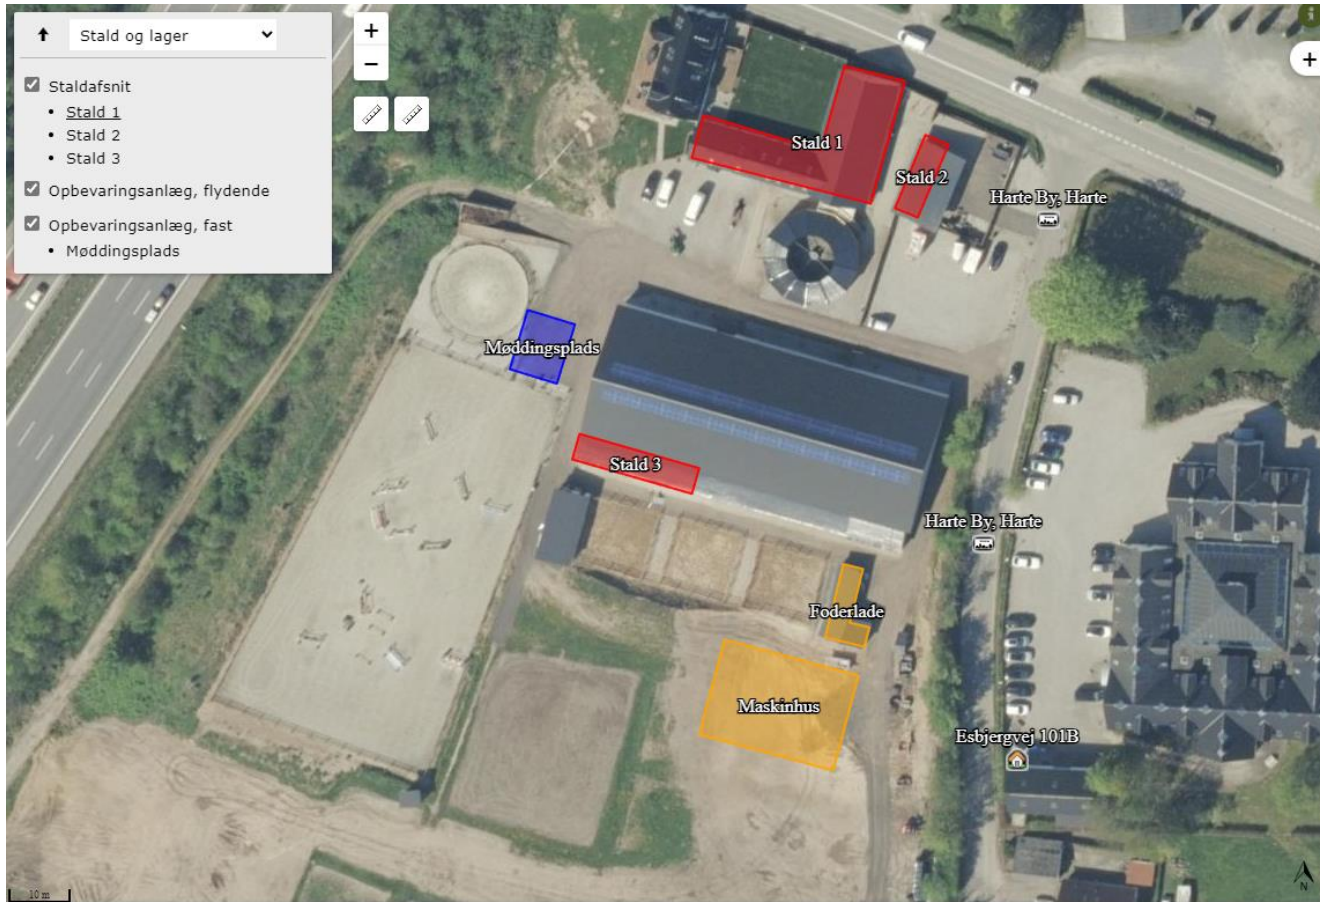 Stald og lager
Staldafsnit
Stald 1
Stald 2
Stald 3
Opbevaringsanlæg, flydende
Opbevaringsanlæg, fast
Møddingsplads
+
−
+
Stald 1
Stald 2
Harte By, Harte
Møddingsplads
Stald 3
Harte By, Harte
Foderlade
Maskinhus
Esbjergvej 101B
10 m
N